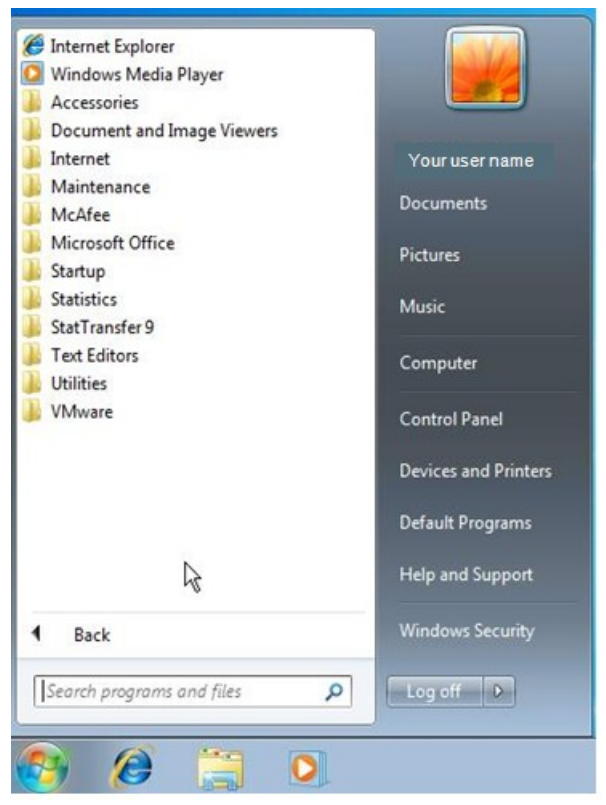 Internet Explorer
Windows Media Player
Accessories
Document and Image Viewers
Internet
Maintenance
McAfee
Microsoft Office
Startup
Statistics
StatTransfer 9
Text Editors
Utilities
VMware
Back
Search programs and files
Your user name
Documents
Pictures
Music
Computer
Control Panel
Devices and Printers
Default Programs
Help and Support
Windows Security
Log off